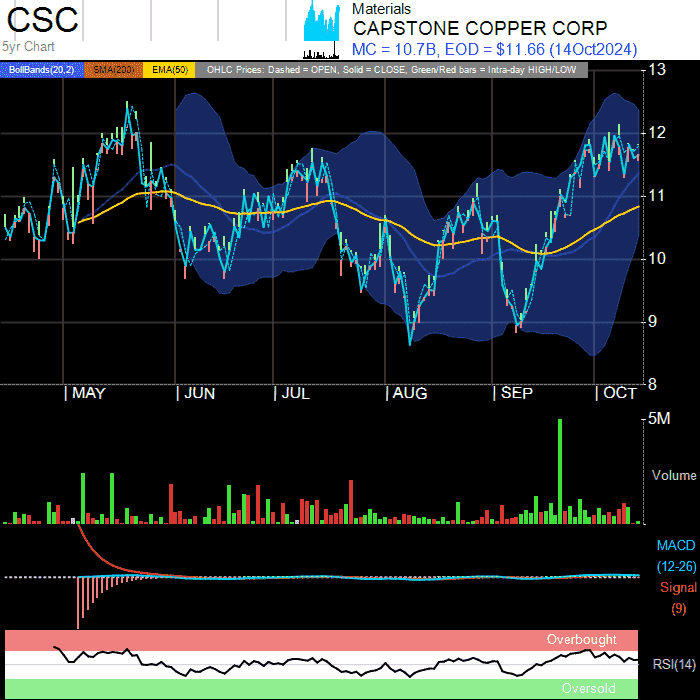 CSC
5yr Chart
Materials
CAPSTONE COPPER CORP
MC = 10.7B, EOD = $11.66 (14Oct2024)
BollBands(20,2) SMA(200) EMA(50) OHLC Prices: Dashed = OPEN, Solid = CLOSE, Green/Red bars = Intra-day HIGH/LOW
13
12
11
10
9
8
| MAY | JUN | JUL | AUG | SEP | OCT
5M
Volume
MACD
(12-26)
Signal
(9)
Overbought
RSI(14)
Oversold